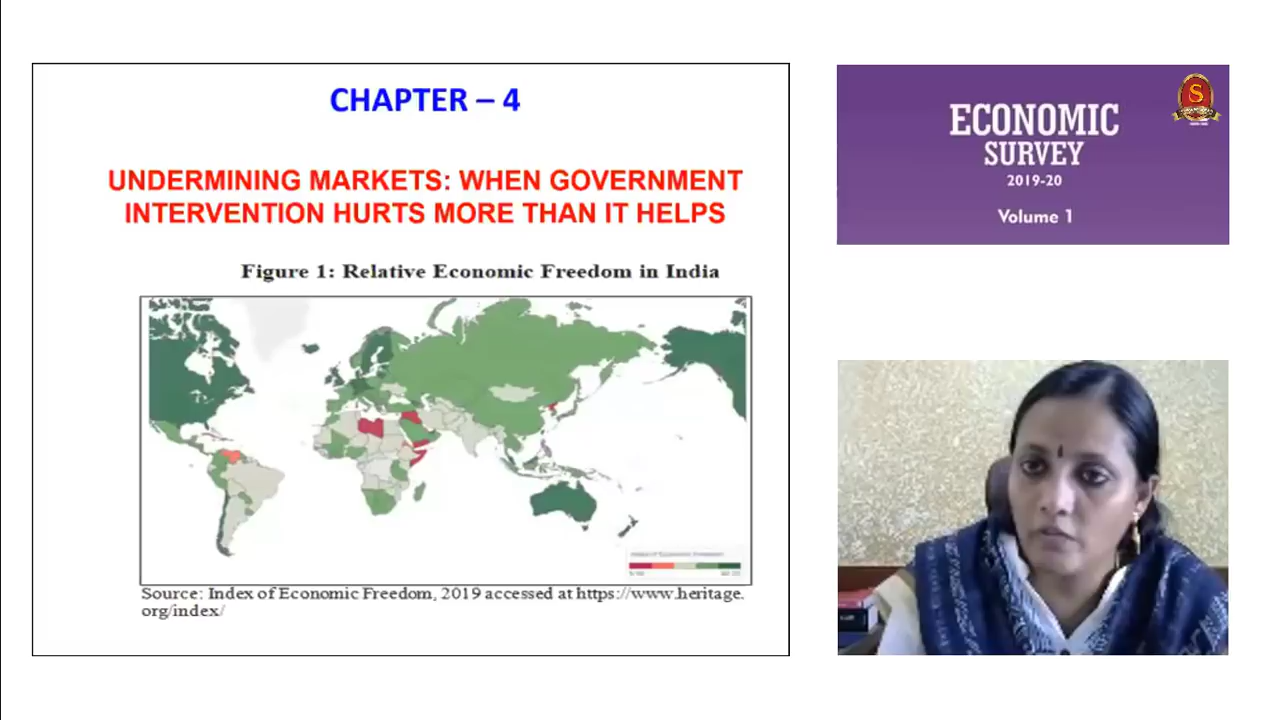 CHAPTER – 4
UNDERMINING MARKETS: WHEN GOVERNMENT
INTERVENTION HURTS MORE THAN IT HELPS
Figure 1: Relative Economic Freedom in India
Source: Index of Economic Freedom, 2019 accessed at https://www.heritage.
org/index/
ECONOMIC
SURVEY
2019-20
Volume 1
S